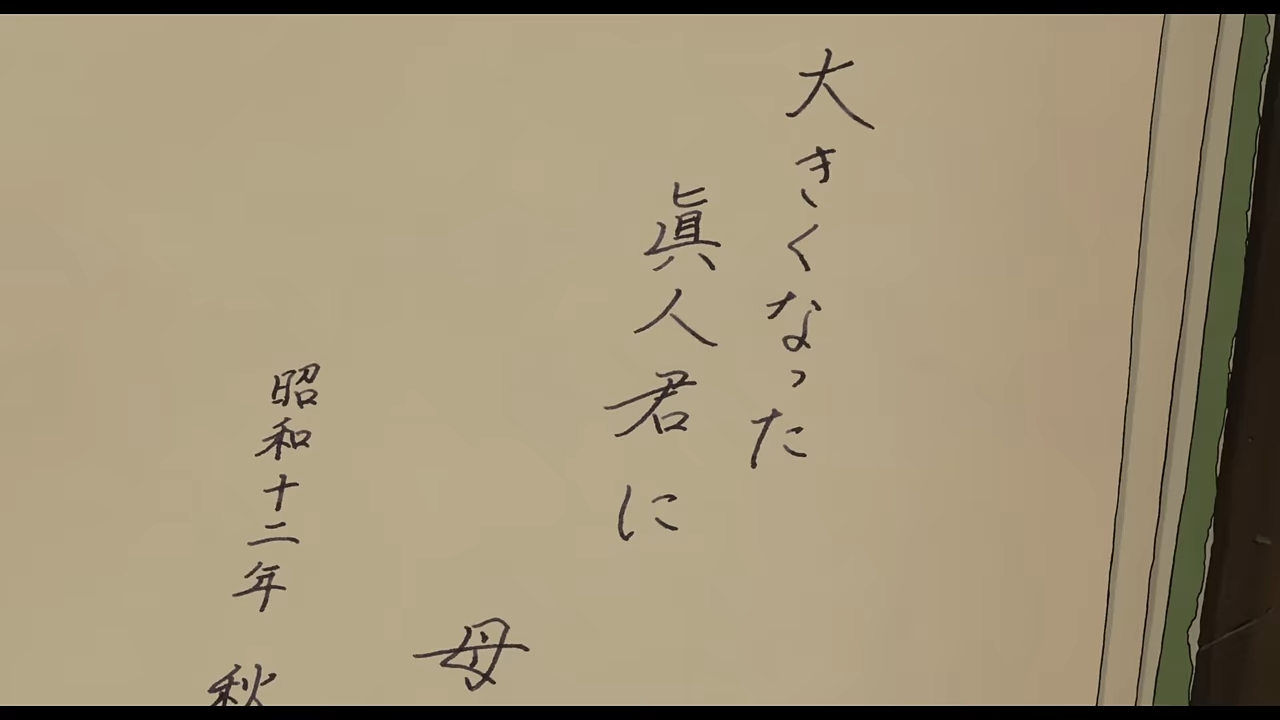 大きくなった
眞人君に
母
昭和十二年 秋